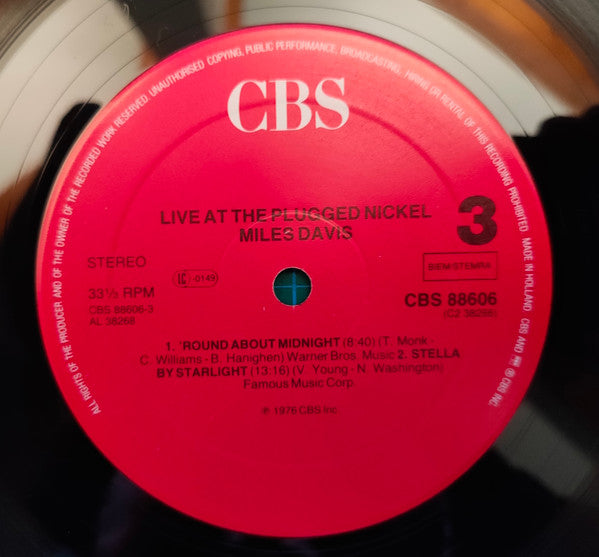 ALL RIGHTS OF THE PRODUCER AND OF THE OWNER OF THE RECORDED WORK RESERVED. UNAUTHORISED COPYING, PUBLIC PERFORMANCE, BROADCASTING, HIRING OR RENTAL OF THIS RECORDING PROHIBITED MADE IN HOLLAND CBS AND ® CBS INC
CBS
LIVE AT THE PLUGGED NICKEL
MILES DAVIS
3
STEREO
LC -0149
BIEM/STEMRA
33⅓ RPM
CBS 88606
CBS 88606-3
(C2 38266)
AL 38268
1. 'ROUND ABOUT MIDNIGHT (8:40) (T. Monk -
C. Williams - B. Hanighen) Warner Bros. Music 2. STELLA
BY STARLIGHT (13:16) (V. Young - N. Washington)
Famous Music Corp.
℗ 1976 CBS Inc.